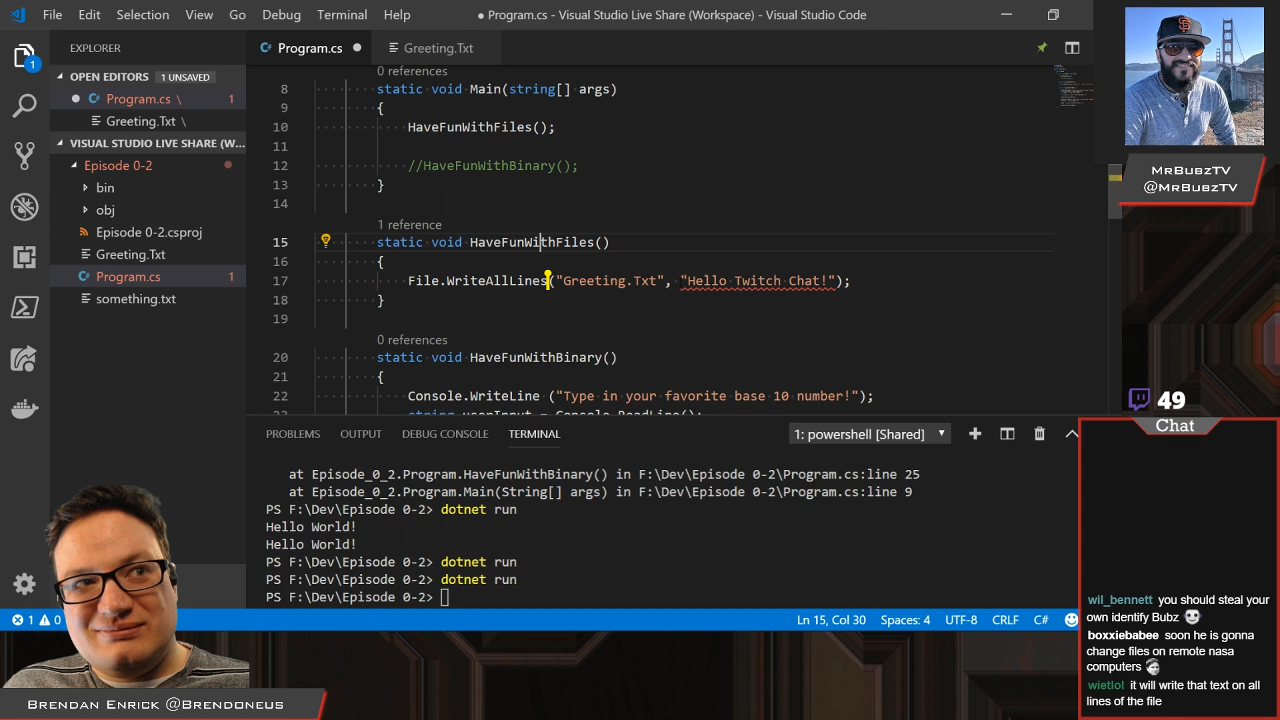 File Edit Selection View Go Debug Terminal Help ● Program.cs - Visual Studio Live Share (Workspace) - Visual Studio Code
EXPLORER
OPEN EDITORS 1 UNSAVED
Program.cs \ 1
Greeting.Txt \
VISUAL STUDIO LIVE SHARE (W...
Episode 0-2
bin
obj
Episode 0-2.csproj
Greeting.Txt
Program.cs 1
something.txt
1
Program.cs ●
Greeting.Txt
0 references
8 static void Main(string[] args)
9 {
10 HaveFunWithFiles();
11
12 //HaveFunWithBinary();
13 }
14
1 reference
15 static void HaveFunWithFiles()
16 {
17 File.WriteAllLines("Greeting.Txt", "Hello Twitch Chat!");
18 }
19
0 references
20 static void HaveFunWithBinary()
21 {
22 Console.WriteLine ("Type in your favorite base 10 number!");
23 string userInput = Console.ReadLine();
PROBLEMS OUTPUT DEBUG CONSOLE TERMINAL 1: powershell [Shared]
at Episode_0_2.Program.HaveFunWithBinary() in F:\Dev\Episode 0-2\Program.cs:line 25
at Episode_0_2.Program.Main(String[] args) in F:\Dev\Episode 0-2\Program.cs:line 9
PS F:\Dev\Episode 0-2> dotnet run
Hello World!
Hello World!
PS F:\Dev\Episode 0-2> dotnet run
PS F:\Dev\Episode 0-2> dotnet run
PS F:\Dev\Episode 0-2>
1 0 Ln 15, Col 30 Spaces: 4 UTF-8 CRLF C#
Brendan Enrick @Brendoneus
MrBubzTV
@MrBubzTV
49
Chat
wil_bennett you should steal your
own identify Bubz
boxxiebabee soon he is gonna
change files on remote nasa
computers
wietlol it will write that text on all
lines of the file